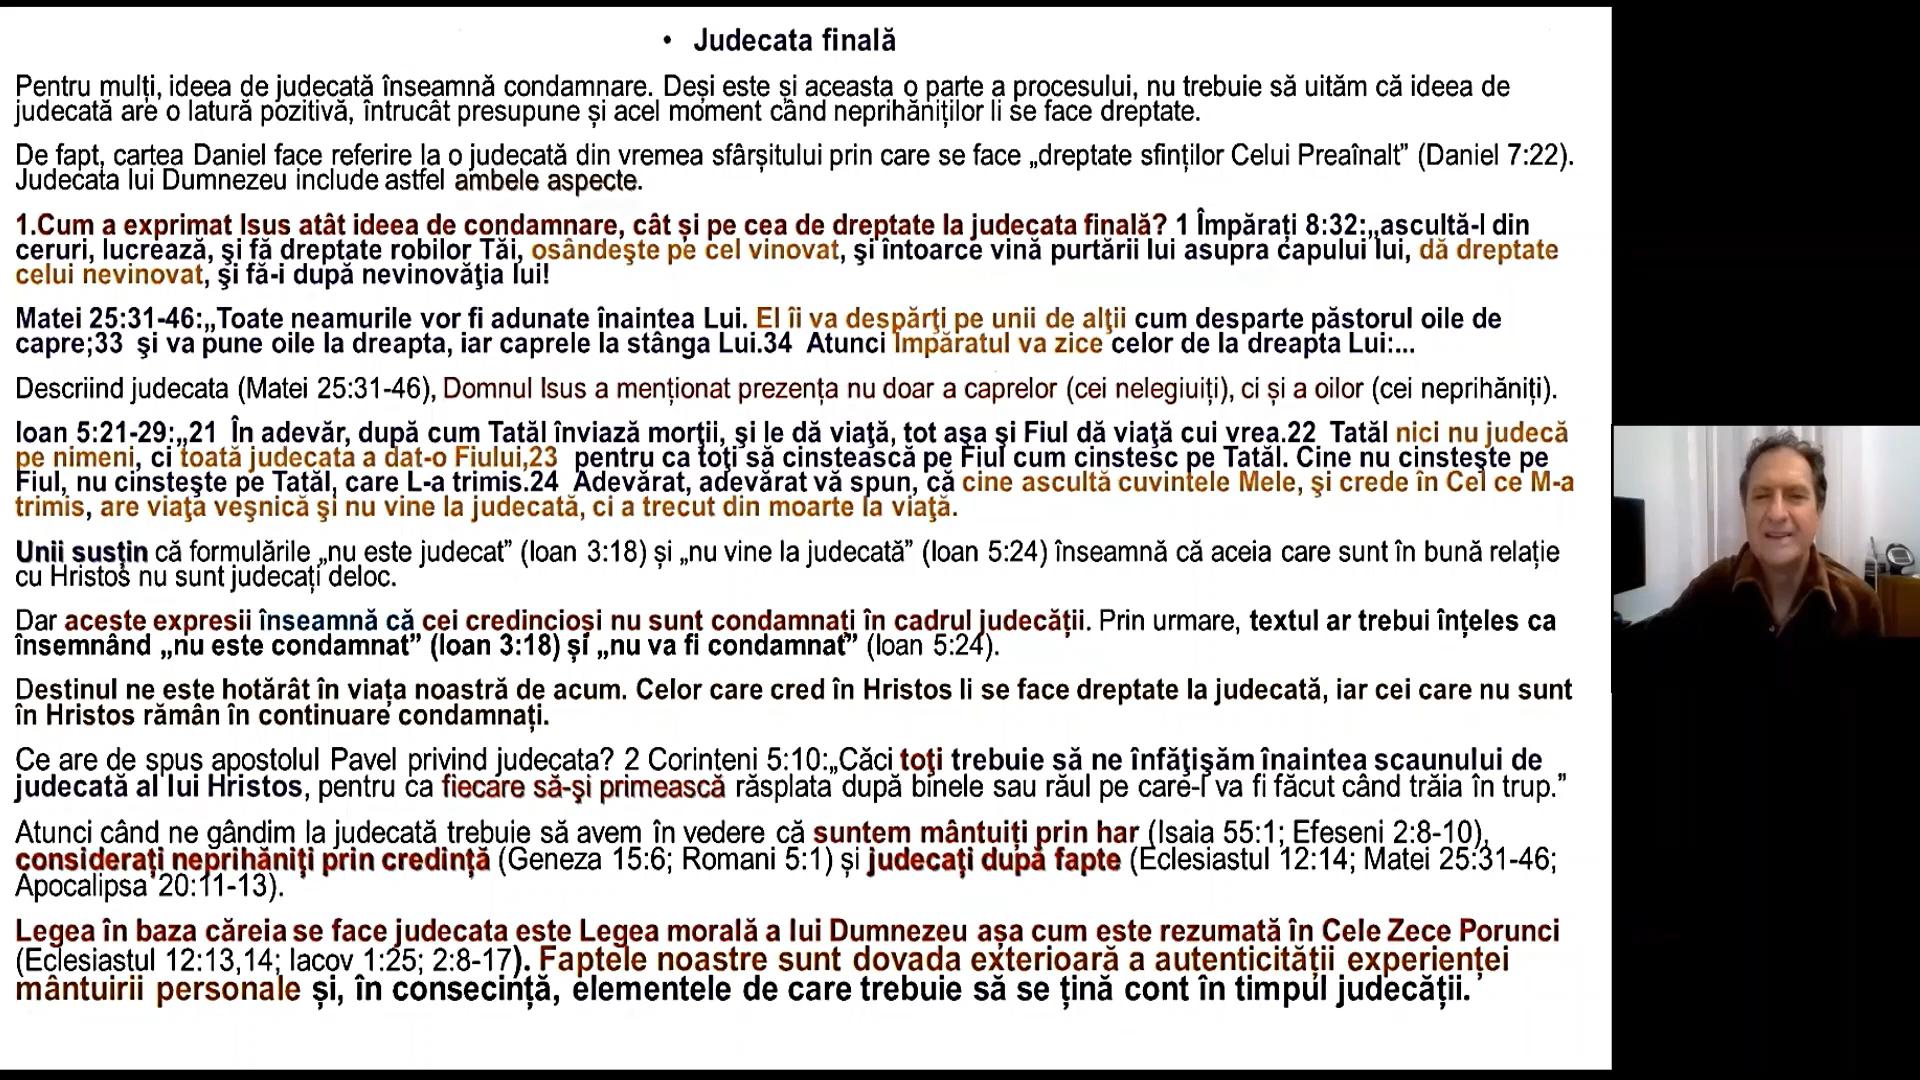 • Judecata finală
Pentru mulți, ideea de judecată înseamnă condamnare. Deși este și aceasta o parte a procesului, nu trebuie să uităm că ideea de
judecată are o latură pozitivă, întrucât presupune și acel moment când neprihăniților li se face dreptate.
De fapt, cartea Daniel face referire la o judecată din vremea sfârșitului prin care se face „dreptate sfinților Celui Preaînalt” (Daniel 7:22).
Judecata lui Dumnezeu include astfel ambele aspecte.
1.Cum a exprimat Isus atât ideea de condamnare, cât și pe cea de dreptate la judecata finală? 1 Împărați 8:32:„ascultă-l din
ceruri, lucrează, şi fă dreptate robilor Tăi, osândeşte pe cel vinovat, şi întoarce vină purtării lui asupra capului lui, dă dreptate
celui nevinovat, şi fă-i după nevinovăţia lui!
Matei 25:31-46:„Toate neamurile vor fi adunate înaintea Lui. El îi va despărţi pe unii de alţii cum desparte păstorul oile de
capre;33 şi va pune oile la dreapta, iar caprele la stânga Lui.34 Atunci Împăratul va zice celor de la dreapta Lui:...
Descriind judecata (Matei 25:31-46), Domnul Isus a menționat prezența nu doar a caprelor (cei nelegiuiți), ci și a oilor (cei neprihăniți).
Ioan 5:21-29:„21 În adevăr, după cum Tatăl înviază morţii, şi le dă viaţă, tot aşa şi Fiul dă viaţă cui vrea.22 Tatăl nici nu judecă
pe nimeni, ci toată judecata a dat-o Fiului,23 pentru ca toţi să cinstească pe Fiul cum cinstesc pe Tatăl. Cine nu cinsteşte pe
Fiul, nu cinsteşte pe Tatăl, care L-a trimis.24 Adevărat, adevărat vă spun, că cine ascultă cuvintele Mele, şi crede în Cel ce M-a
trimis, are viaţa veşnică şi nu vine la judecată, ci a trecut din moarte la viaţă.
Unii susțin că formulările „nu este judecat” (Ioan 3:18) și „nu vine la judecată” (Ioan 5:24) înseamnă că aceia care sunt în bună relație
cu Hristos nu sunt judecați deloc.
Dar aceste expresii înseamnă că cei credincioși nu sunt condamnați în cadrul judecății. Prin urmare, textul ar trebui înțeles ca
însemnând „nu este condamnat” (Ioan 3:18) și „nu va fi condamnat” (Ioan 5:24).
Destinul ne este hotărât în viața noastră de acum. Celor care cred în Hristos li se face dreptate la judecată, iar cei care nu sunt
în Hristos rămân în continuare condamnați.
Ce are de spus apostolul Pavel privind judecata? 2 Corinteni 5:10:„Căci toţi trebuie să ne înfăţişăm înaintea scaunului de
judecată al lui Hristos, pentru ca fiecare să-şi primească răsplata după binele sau răul pe care-l va fi făcut când trăia în trup.”
Atunci când ne gândim la judecată trebuie să avem în vedere că suntem mântuiți prin har (Isaia 55:1; Efeseni 2:8-10),
considerați neprihăniți prin credință (Geneza 15:6; Romani 5:1) și judecați după fapte (Eclesiastul 12:14; Matei 25:31-46;
Apocalipsa 20:11-13).
Legea în baza căreia se face judecata este Legea morală a lui Dumnezeu așa cum este rezumată în Cele Zece Porunci
(Eclesiastul 12:13,14; Iacov 1:25; 2:8-17). Faptele noastre sunt dovada exterioară a autenticității experienței
mântuirii personale și, în consecință, elementele de care trebuie să se țină cont în timpul judecății.